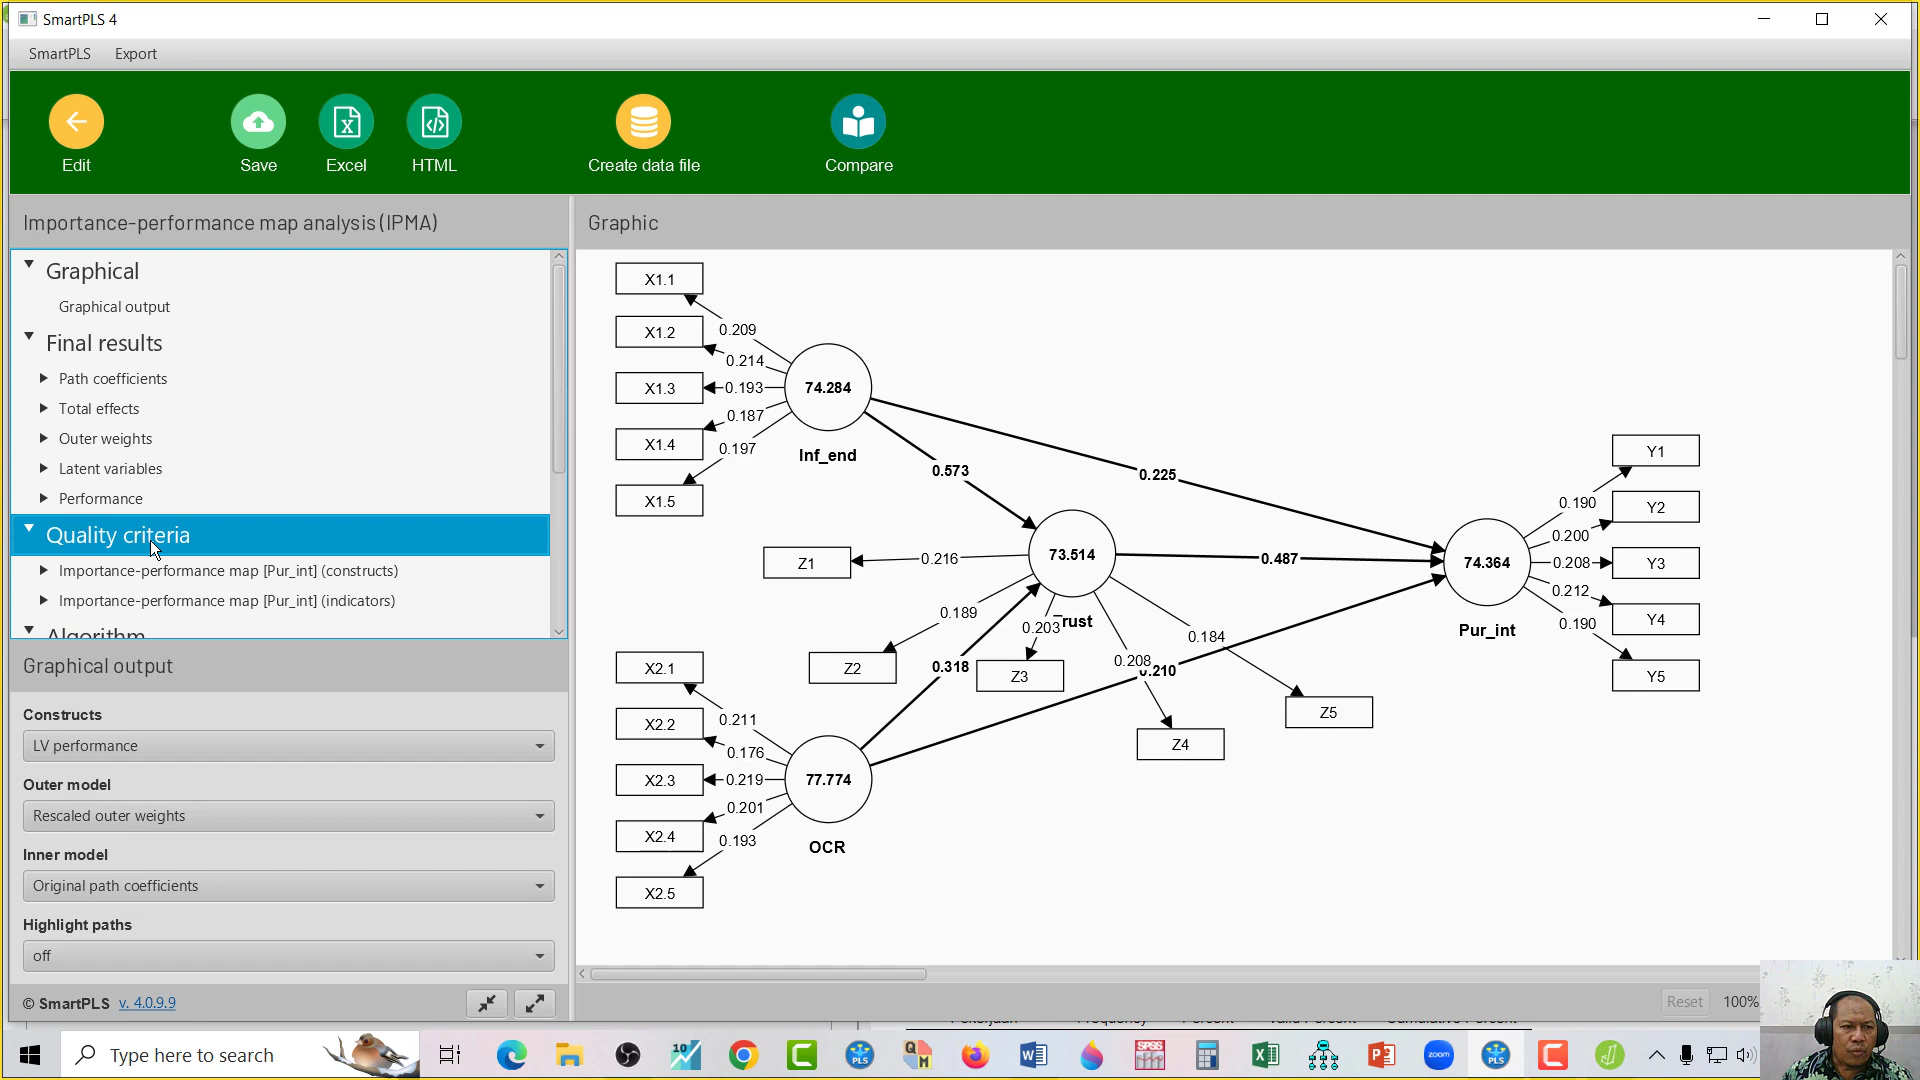 SmartPLS 4
SmartPLS Export
Edit Save Excel HTML Create data file Compare
Importance-performance map analysis (IPMA)
Graphical
Graphical output
Final results
Path coefficients
Total effects
Outer weights
Latent variables
Performance
Quality criteria
Importance-performance map [Pur_int] (constructs)
Importance-performance map [Pur_int] (indicators)
Algorithm
Graphical output
Constructs
LV performance
Outer model
Rescaled outer weights
Inner model
Original path coefficients
Highlight paths
off
© SmartPLS v. 4.0.9.9
Graphic
X1.1
X1.2
X1.3
X1.4
X1.5
0.209
0.214
0.193
0.187
0.197
74.284
Inf_end
0.573
0.225
Z1
0.216
73.514
0.487
74.364
Pur_int
0.189
0.203
rust
0.208
0.184
Z2
Z3
Z4
Z5
0.318
0.210
0.190
0.200
0.208
0.212
0.190
Y1
Y2
Y3
Y4
Y5
X2.1
X2.2
X2.3
X2.4
X2.5
0.211
0.176
0.219
0.201
0.193
77.774
OCR
Reset 100%
Type here to search